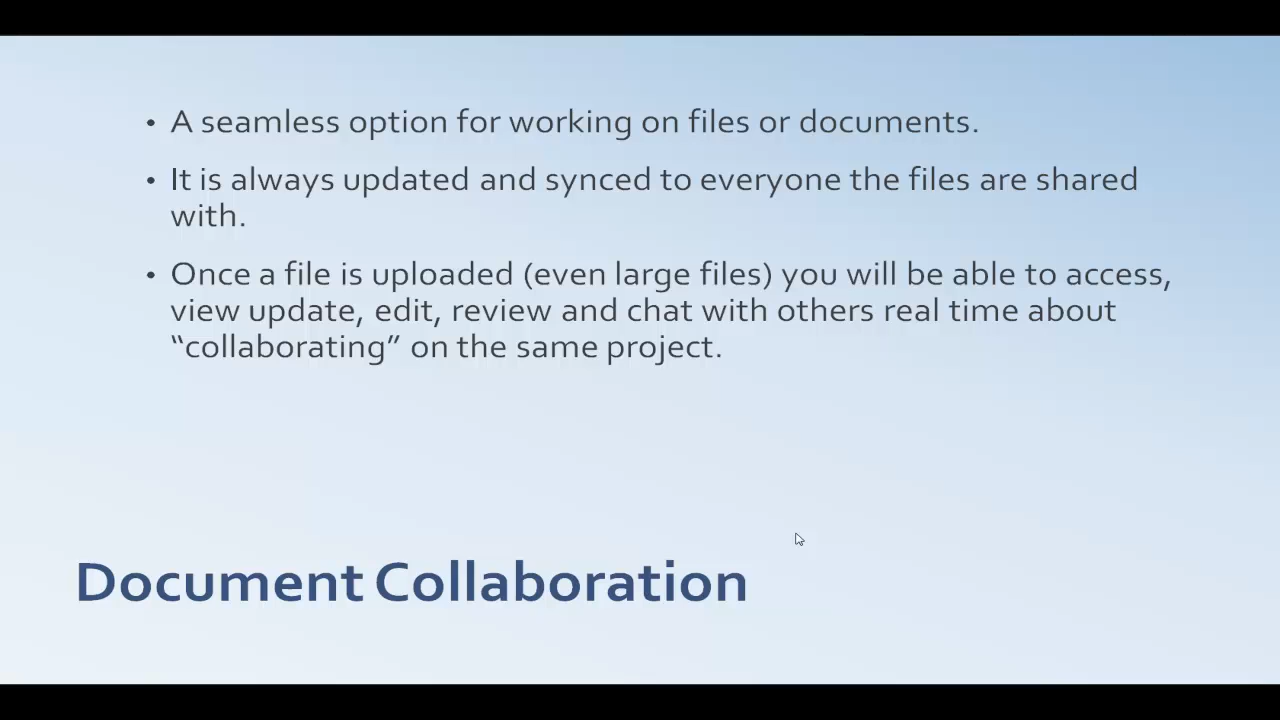 • A seamless option for working on files or documents.
• It is always updated and synced to everyone the files are shared
with.
• Once a file is uploaded (even large files) you will be able to access,
view update, edit, review and chat with others real time about
“collaborating” on the same project.
Document Collaboration